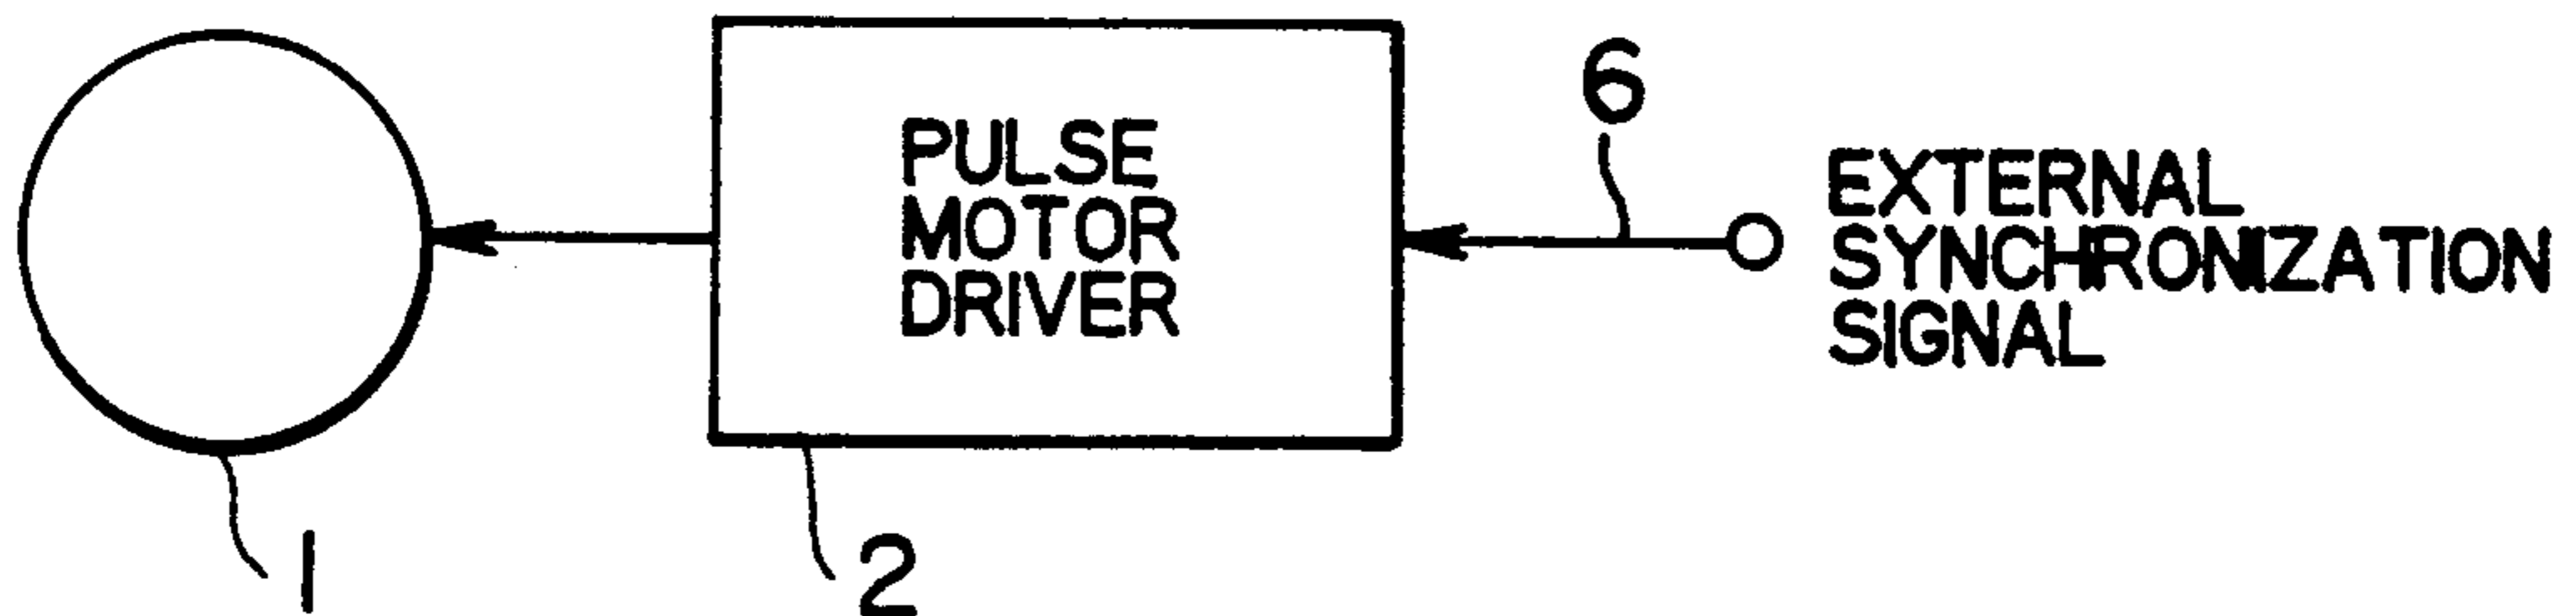 PULSE
MOTOR
DRIVER
6
EXTERNAL
SYNCHRONIZATION
SIGNAL
1
2